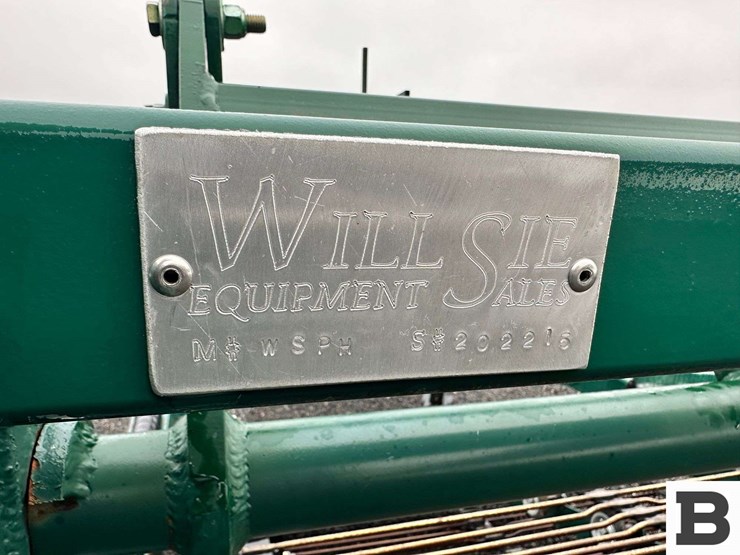 WILL SIE
EQUIPMENT SALES
M# WSPH S# 202216
B